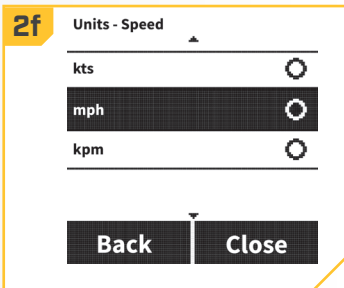 2f
Units - Speed
kts
mph
kpm
Back Close